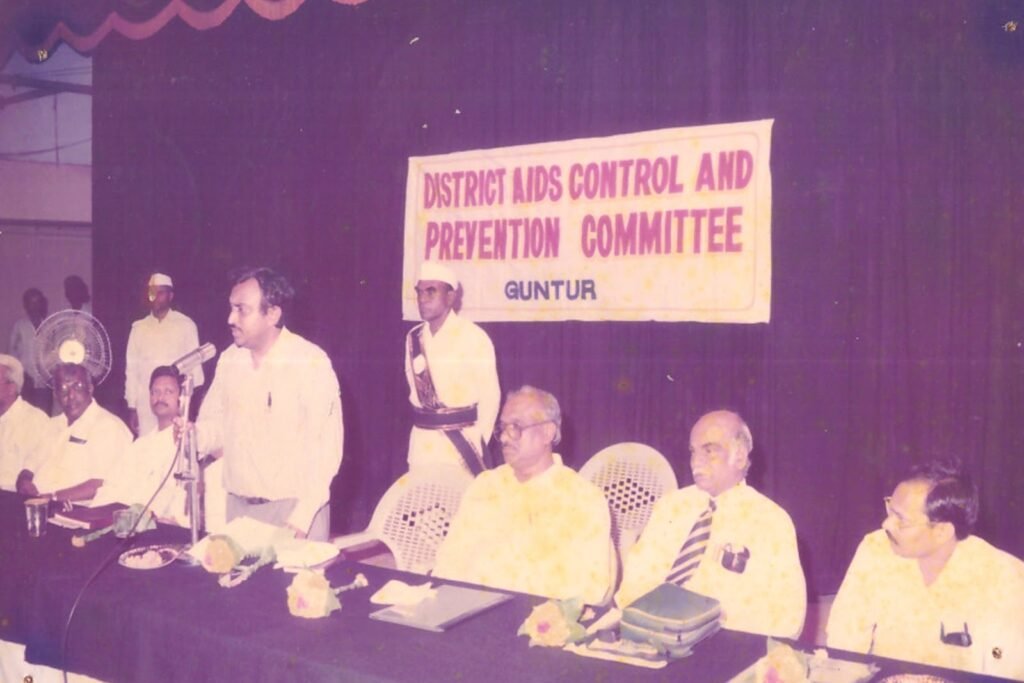 DISTRICT AIDS CONTROL AND
PREVENTION COMMITTEE
GUNTUR